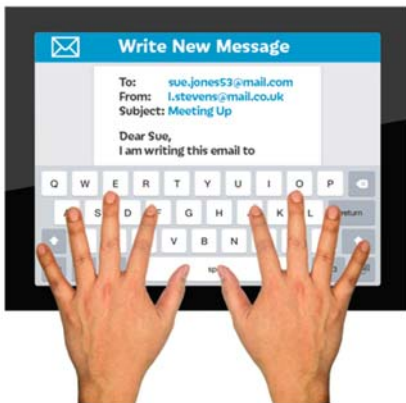 Write New Message
To: sue.jones53@mail.com
From: l.stevens@mail.co.uk
Subject: Meeting Up
Dear Sue,
I am writing this email to
Q W E R T Y U I O P
A S D F G H K L return
V B N